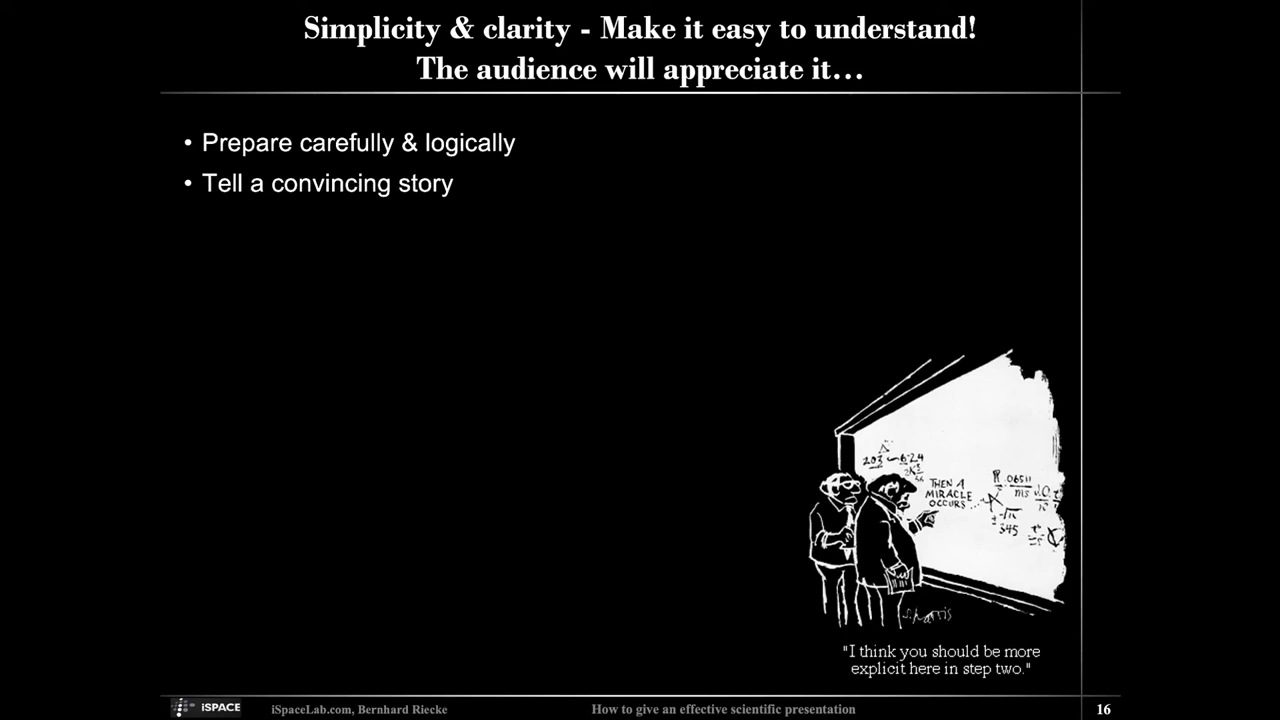 Simplicity & clarity - Make it easy to understand!
The audience will appreciate it…
• Prepare carefully & logically
• Tell a convincing story
THEN A
MIRACLE
OCCURS...
S.harris
"I think you should be more
explicit here in step two."
iSPACE
iSpaceLab.com, Bernhard Riecke
How to give an effective scientific presentation
16